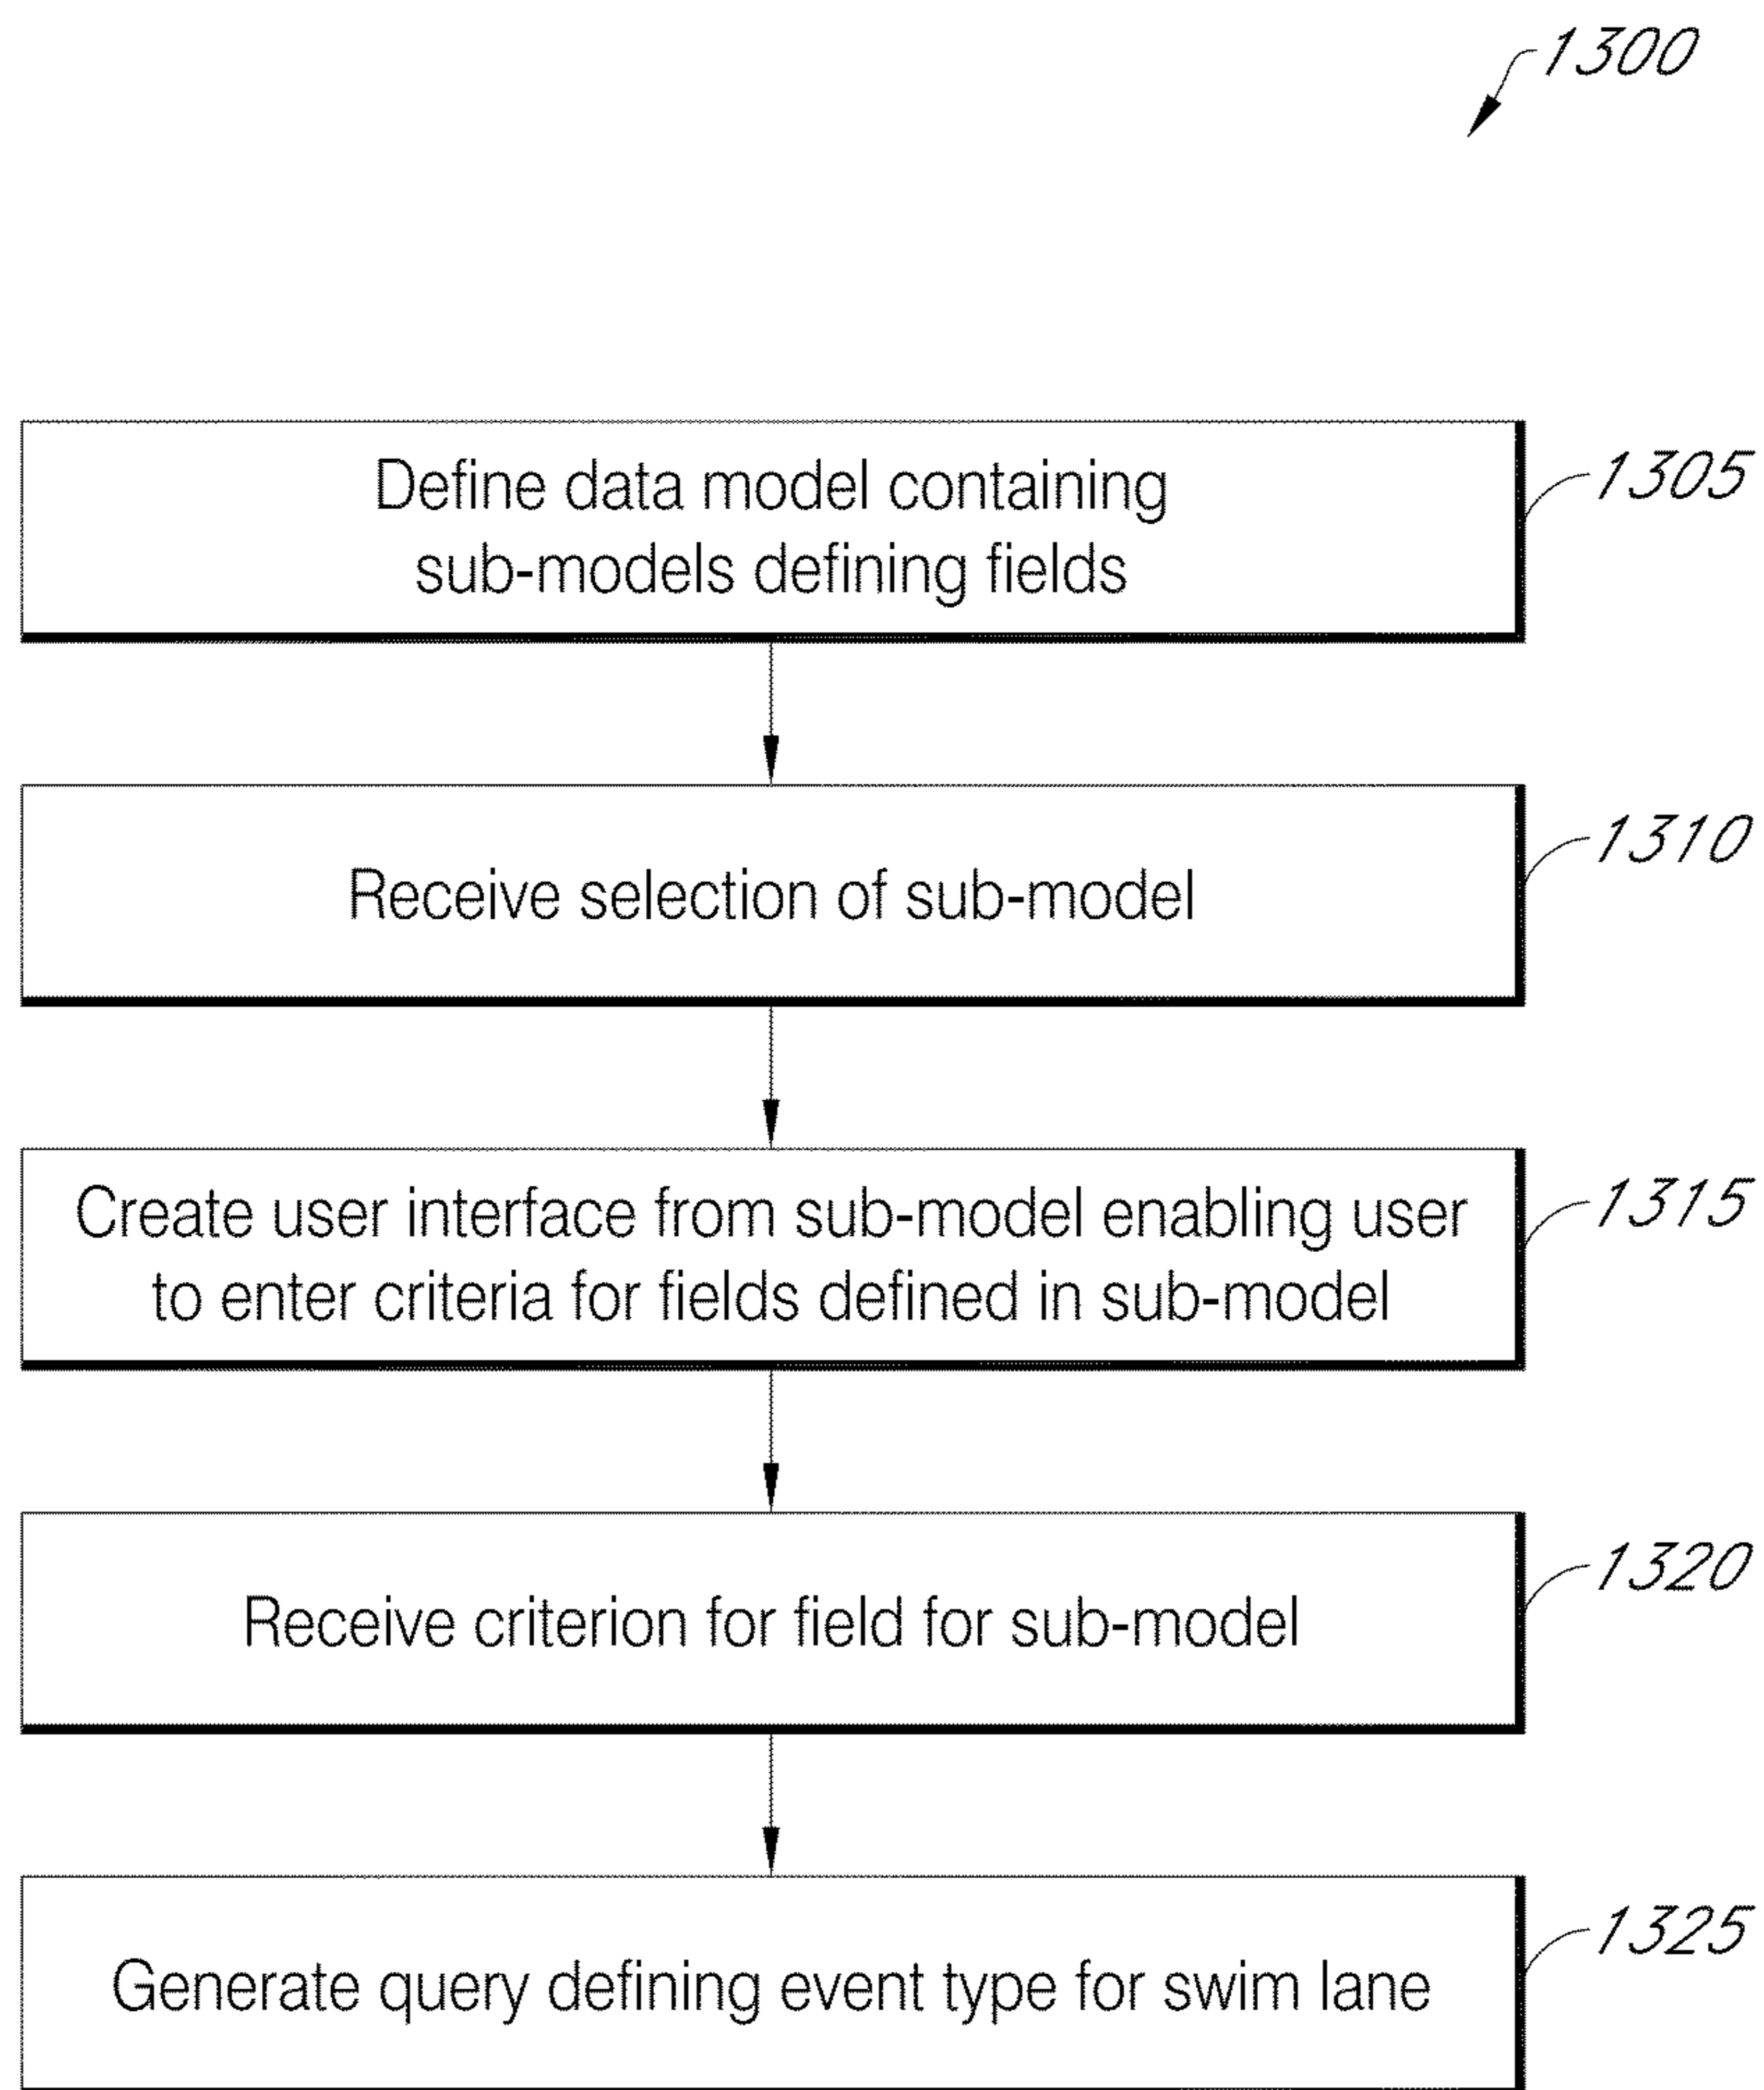 1300
Define data model containing
sub-models defining fields
1305
Receive selection of sub-model
1310
Create user interface from sub-model enabling user
to enter criteria for fields defined in sub-model
1315
Receive criterion for field for sub-model
1320
Generate query defining event type for swim lane
1325